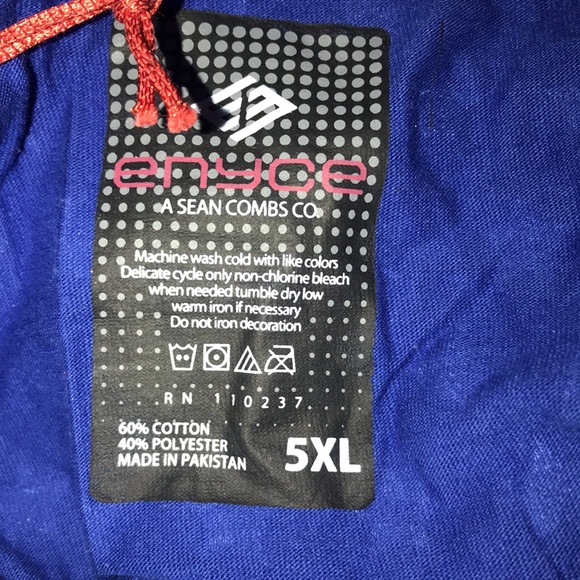 enyce
A SEAN COMBS CO.
Machine wash cold with like colors
Delicate cycle only non-chlorine bleach
when needed tumble dry low
warm iron if necessary
Do not iron decoration
RN 110237
60% COTTON
40% POLYESTER
MADE IN PAKISTAN
5XL